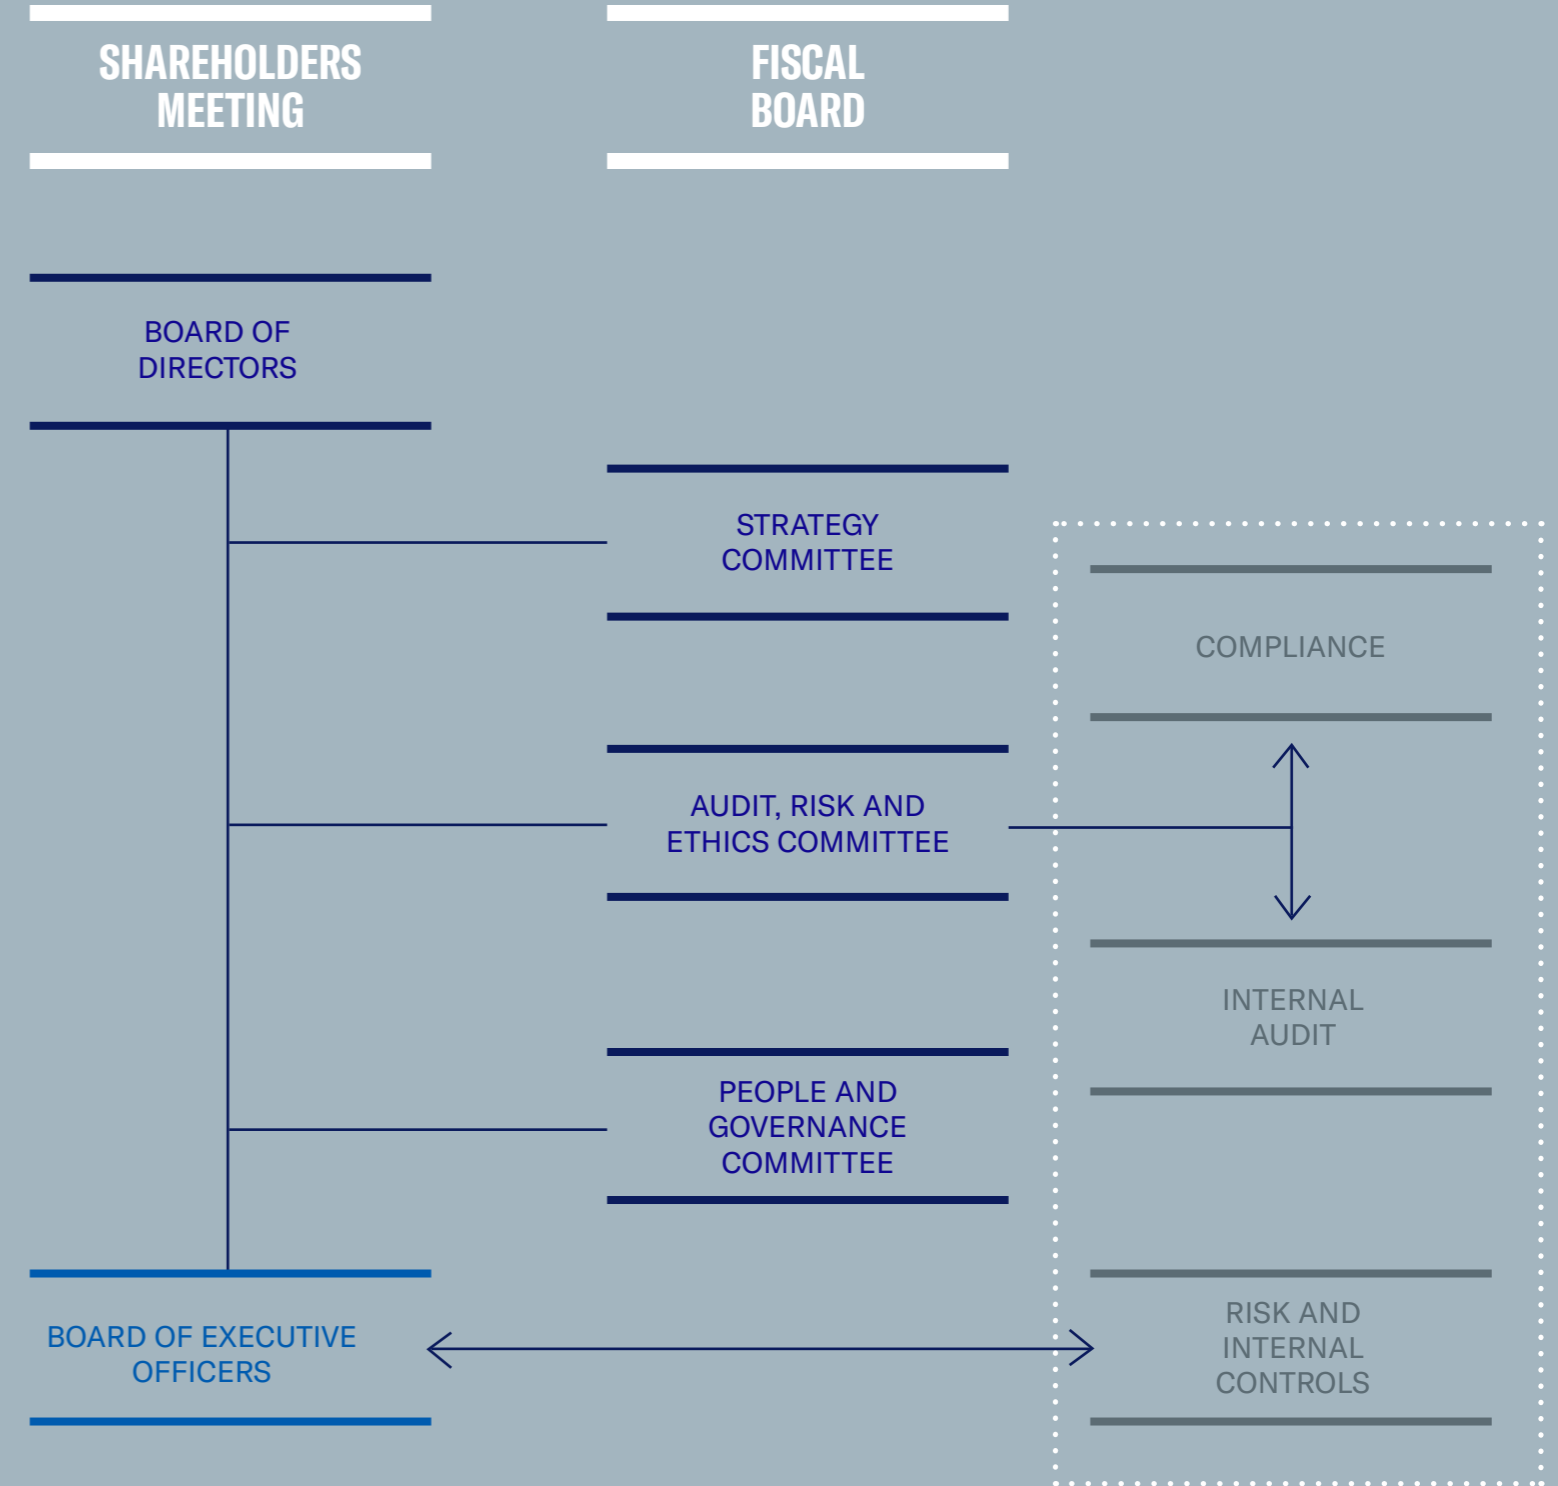 SHAREHOLDERS
MEETING
FISCAL
BOARD
BOARD OF
DIRECTORS
STRATEGY
COMMITTEE
COMPLIANCE
AUDIT, RISK AND
ETHICS COMMITTEE
INTERNAL
AUDIT
PEOPLE AND
GOVERNANCE
COMMITTEE
BOARD OF EXECUTIVE
OFFICERS
RISK AND
INTERNAL
CONTROLS